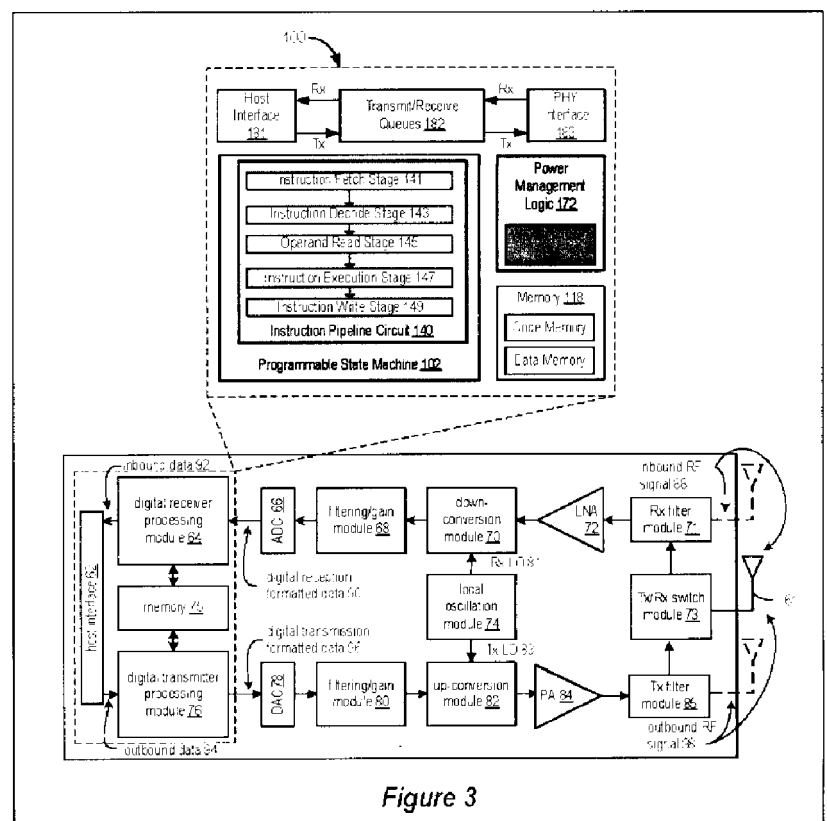 100
Host
Interface
181
Rx
Tx
Transmit/Receive
Queues 182
Rx
Tx
PHY
Interface
183
Instruction Fetch Stage 141
Instruction Decode Stage 143
Operand Read Stage 145
Instruction Execution Stage 147
Instruction Write Stage 149
Instruction Pipeline Circuit 140
Programmable State Machine 102
Power
Management
Logic 172
Memory 118
Code Memory
Data Memory
inbound data 92
host interface 62
digital receiver
processing
module 64
memory 75
digital transmitter
processing
module 76
outbound data 94
ADC 66
digital reception
formatted data 90
digital transmission
formatted data 96
DAC 78
filtering/gain
module 68
filtering/gain
module 80
down-
conversion
module 70
Rx LO 81
local
oscillation
module 74
Tx LO 83
up-conversion
module 82
LNA
72
PA 84
inbound RF
signal 88
Rx filter
module 71
Tx/Rx switch
module 73
Tx filter
module 85
outbound RF
signal 98
Figure 3